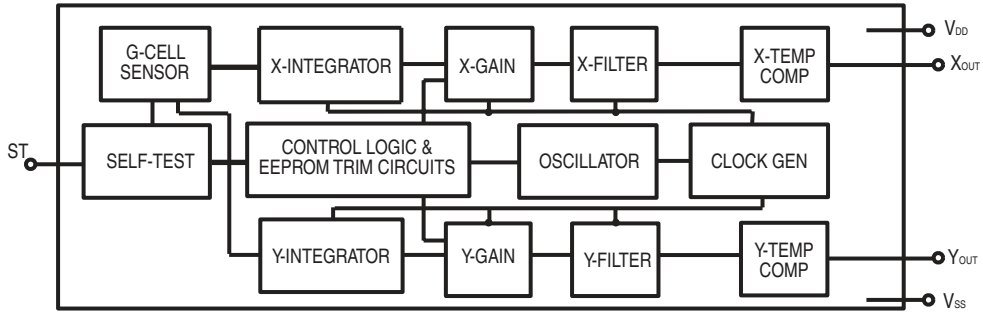 VDD
G-CELL
SENSOR
X-INTEGRATOR
X-GAIN
X-FILTER
X-TEMP
COMP
XOUT
ST
SELF-TEST
CONTROL LOGIC &
EEPROM TRIM CIRCUITS
OSCILLATOR
CLOCK GEN
Y-INTEGRATOR
Y-GAIN
Y-FILTER
Y-TEMP
COMP
YOUT
VSS